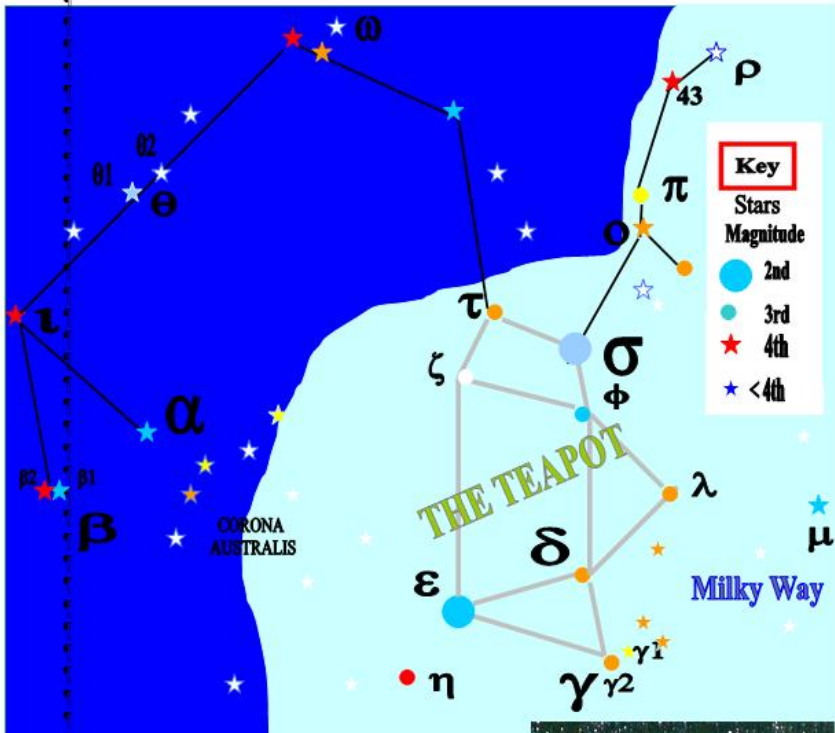 ω
ρ
43
θ2
θ1
θ
Key
π
Stars
Magnitude
ο
2nd
3rd
4th
<4th
τ
ι
σ
ζ
φ
α
THE TEAPOT
λ
β2
β1
β
CORONA
AUSTRALIS
μ
δ
ε
Milky Way
γ1
γ
γ2
η